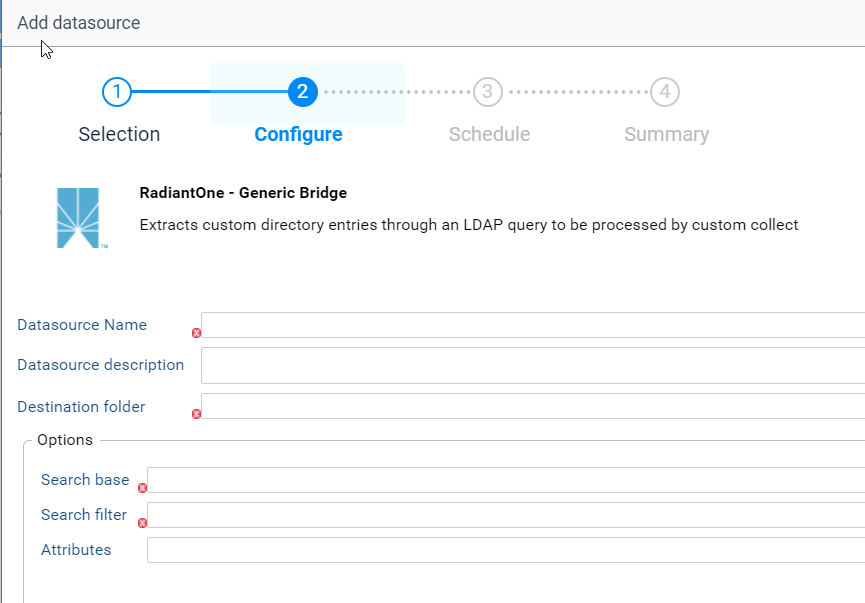 Add datasource
1
2
3
4
Selection
Configure
Schedule
Summary
RadiantOne - Generic Bridge
Extracts custom directory entries through an LDAP query to be processed by custom collect
TM
Datasource Name
Datasource description
Destination folder
Options
Search base
Search filter
Attributes